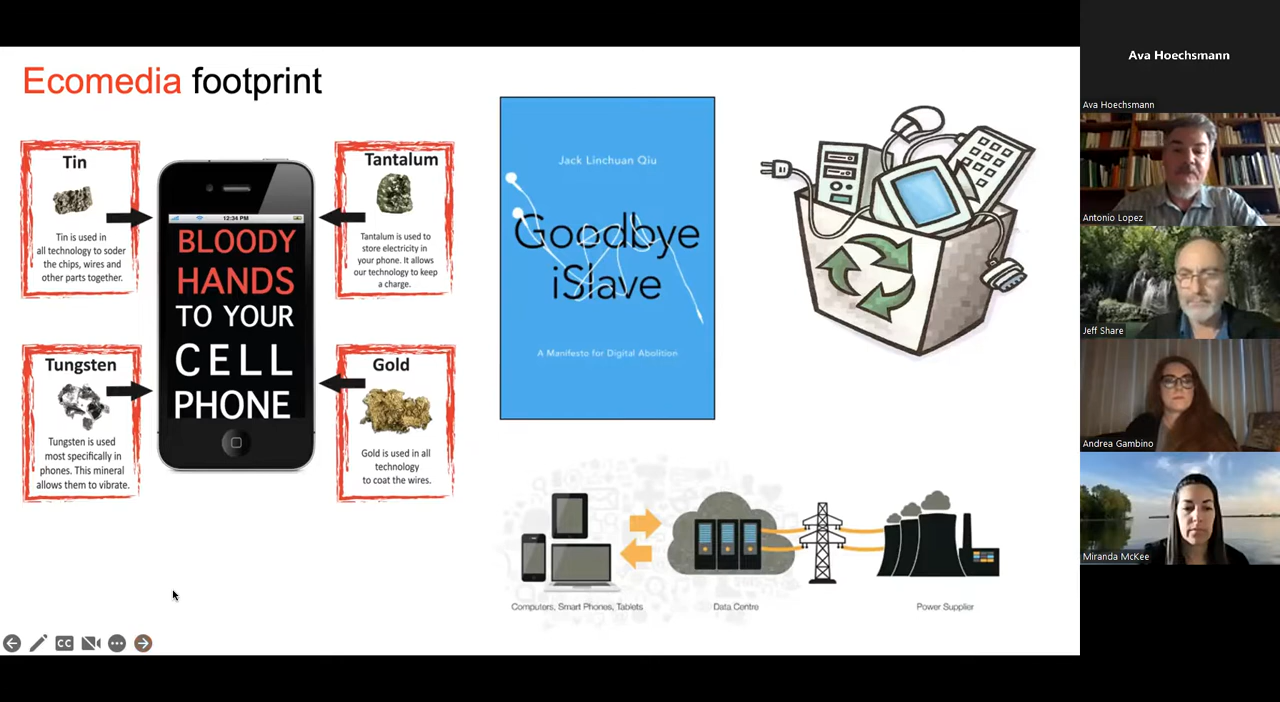 Ecomedia footprint
Tin
Tin is used in
all technology to soder
the chips, wires and
other parts together.
Tantalum
Tantalum is used to
store electricity in
your phone. It allows
our technology to keep
a charge.
12:34 PM
BLOODY
HANDS
TO YOUR
CELL
PHONE
Tungsten
Tungsten is used
most specifically in
phones. This mineral
allows them to vibrate.
Gold
Gold is used in all
technology
to coat the wires.
Jack Linchuan Qiu
Goodbye
iSlave
A Manifesto for Digital Abolition
Computers, Smart Phones, Tablets
Data Centre
Power Supplier
CC
Ava Hoechsmann
Ava Hoechsmann
Antonio Lopez
Jeff Share
Andrea Gambino
Miranda McKee